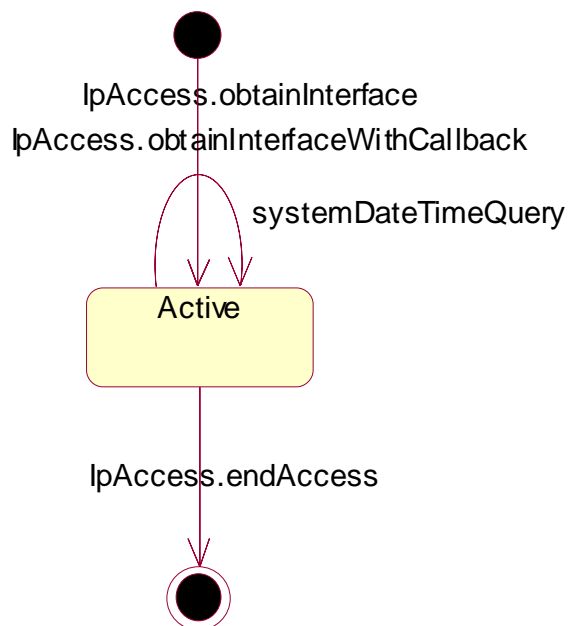 IpAccess.obtainInterface
IpAccess.obtainInterfaceWithCallback
systemDateTimeQuery
Active
IpAccess.endAccess